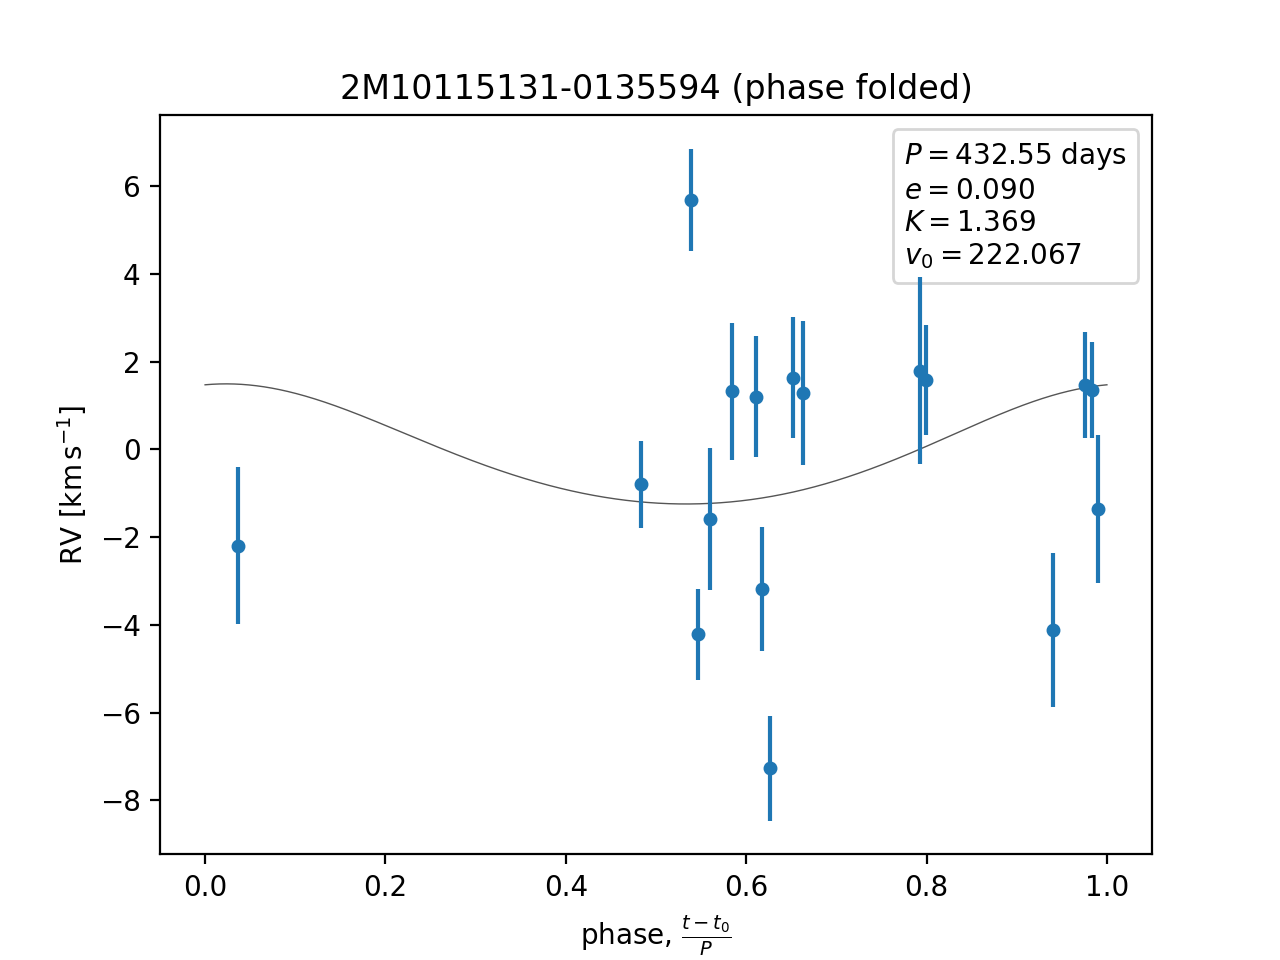 2M10115131-0135594 (phase folded)
P = 432.55 days
e = 0.090
K = 1.369
v₀ = 222.067
RV [km s⁻¹]
6
4
2
0
−2
−4
−6
−8
0.0 0.2 0.4 0.6 0.8 1.0
phase, (t − t₀)/P